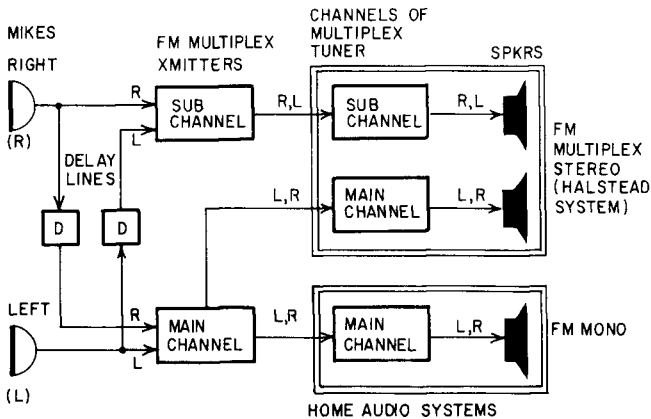 MIKES
RIGHT
(R)
FM MULTIPLEX
XMITTERS
CHANNELS OF
MULTIPLEX
TUNER
SPKRS
R
L
SUB
CHANNEL
R,L
SUB
CHANNEL
R,L
DELAY
LINES
D
D
L,R
MAIN
CHANNEL
L,R
FM
MULTIPLEX
STEREO
(HALSTEAD
SYSTEM)
LEFT
(L)
R
L
MAIN
CHANNEL
L,R
MAIN
CHANNEL
L,R
FM MONO
HOME AUDIO SYSTEMS